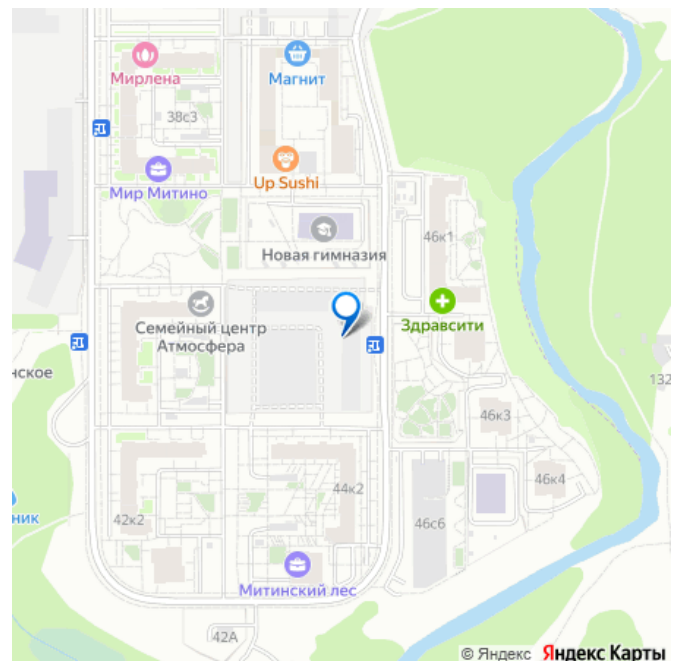 Мирлена
Магнит
38с3
Мир Митино
Up Sushi
Новая гимназия
46к1
Семейный центр
Атмосфера
Здравсити
нское
132
46к3
44к2
46к4
42к2
46с6
ник
Митинский лес
42А
© Яндекс Яндекс Карты